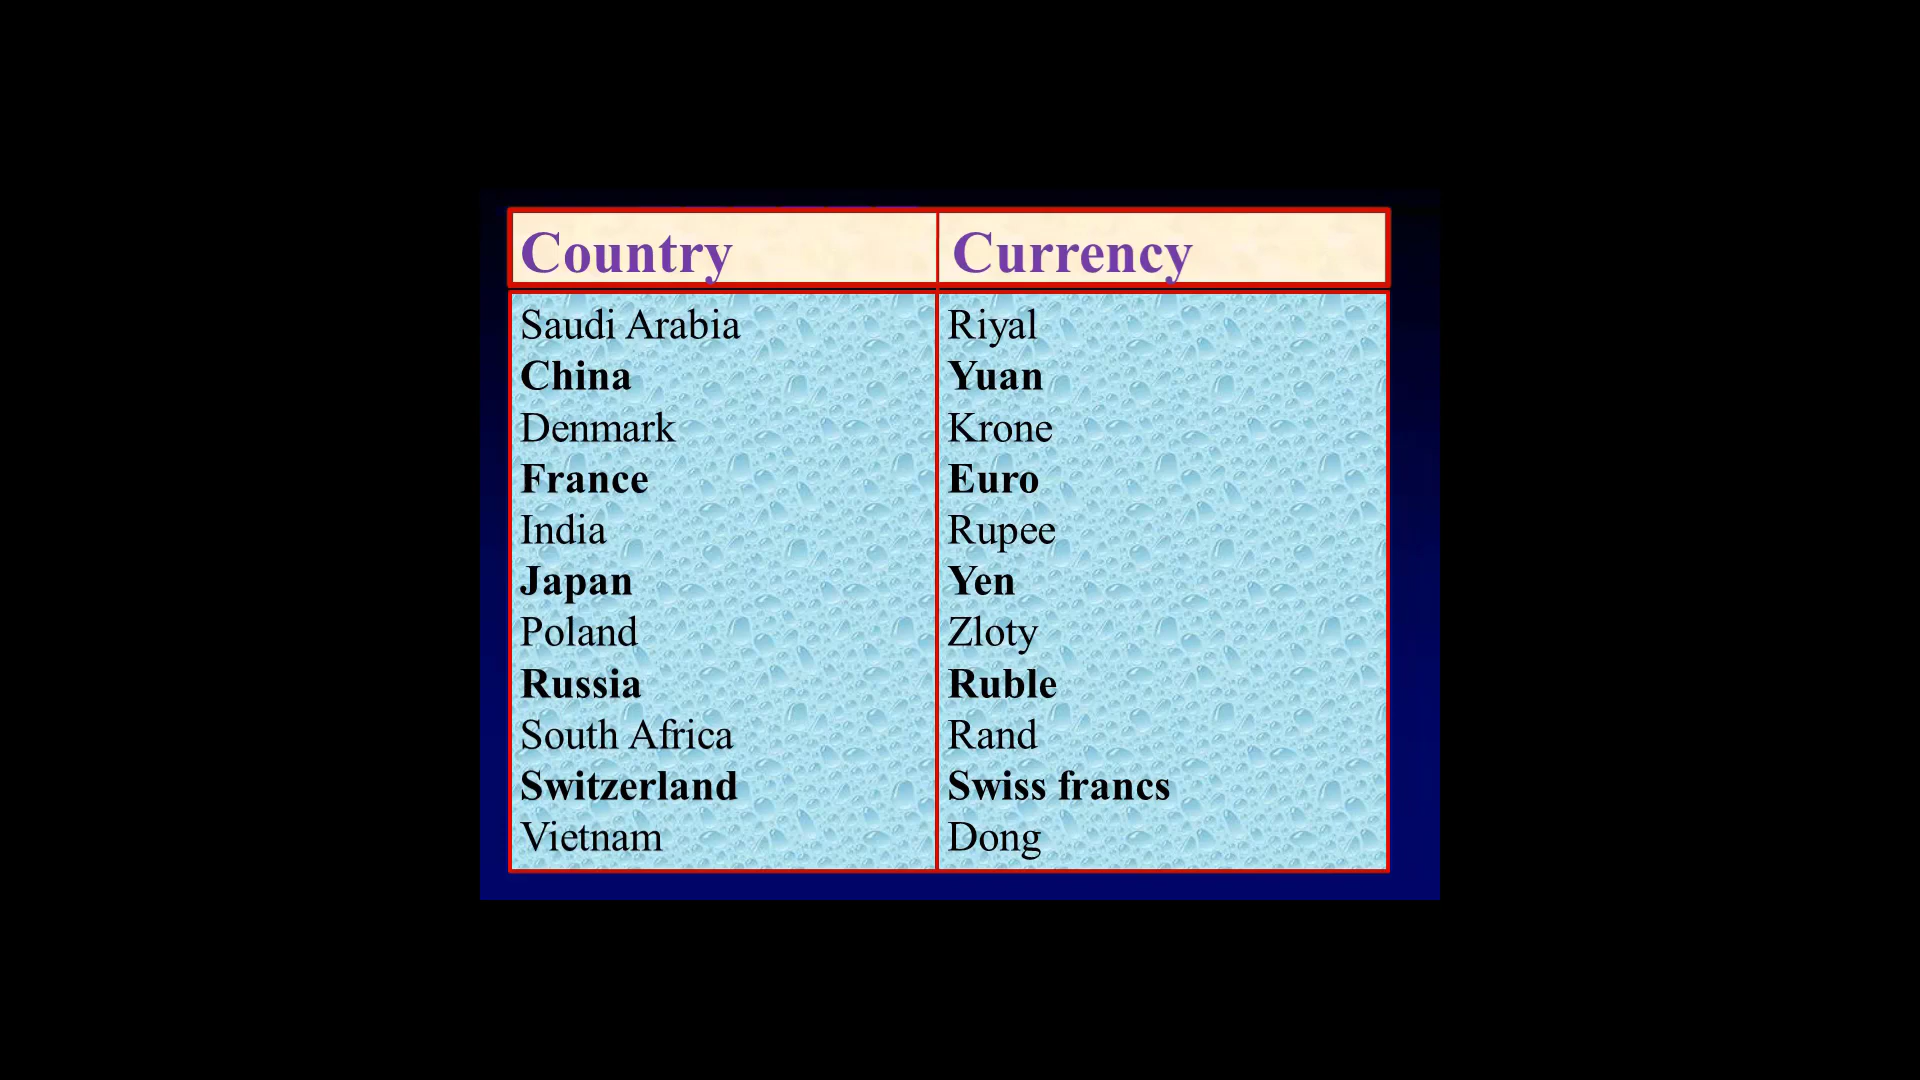 Country Currency
Saudi Arabia Riyal
China Yuan
Denmark Krone
France Euro
India Rupee
Japan Yen
Poland Zloty
Russia Ruble
South Africa Rand
Switzerland Swiss francs
Vietnam Dong